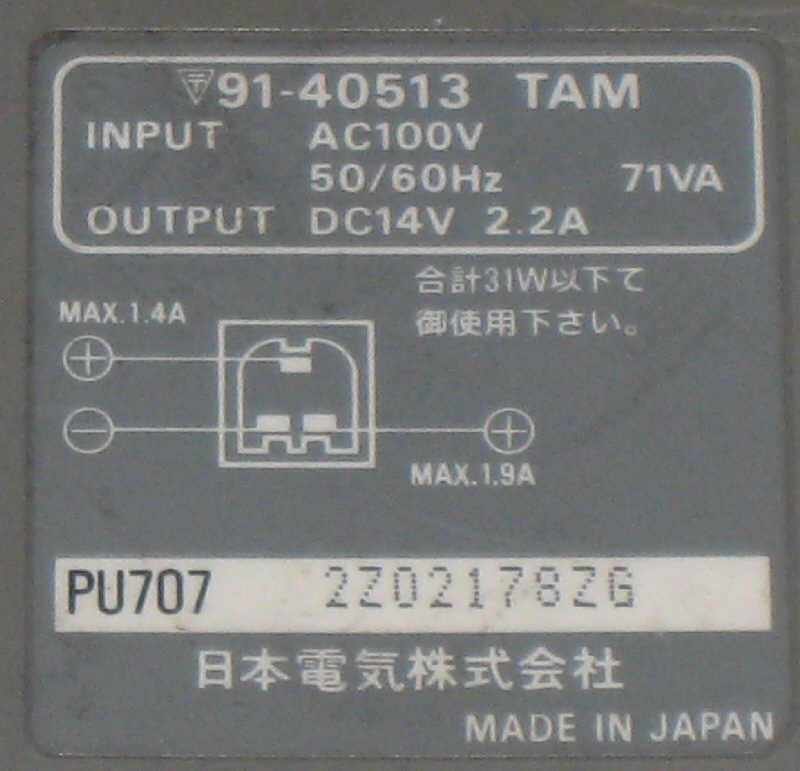 〒91-40513 TAM
INPUT AC100V
50/60Hz 71VA
OUTPUT DC14V 2.2A
合計31W以下て
御使用下さい。
MAX.1.4A
MAX.1.9A
PU707 2Z02178ZG
日本電気株式会社
MADE IN JAPAN